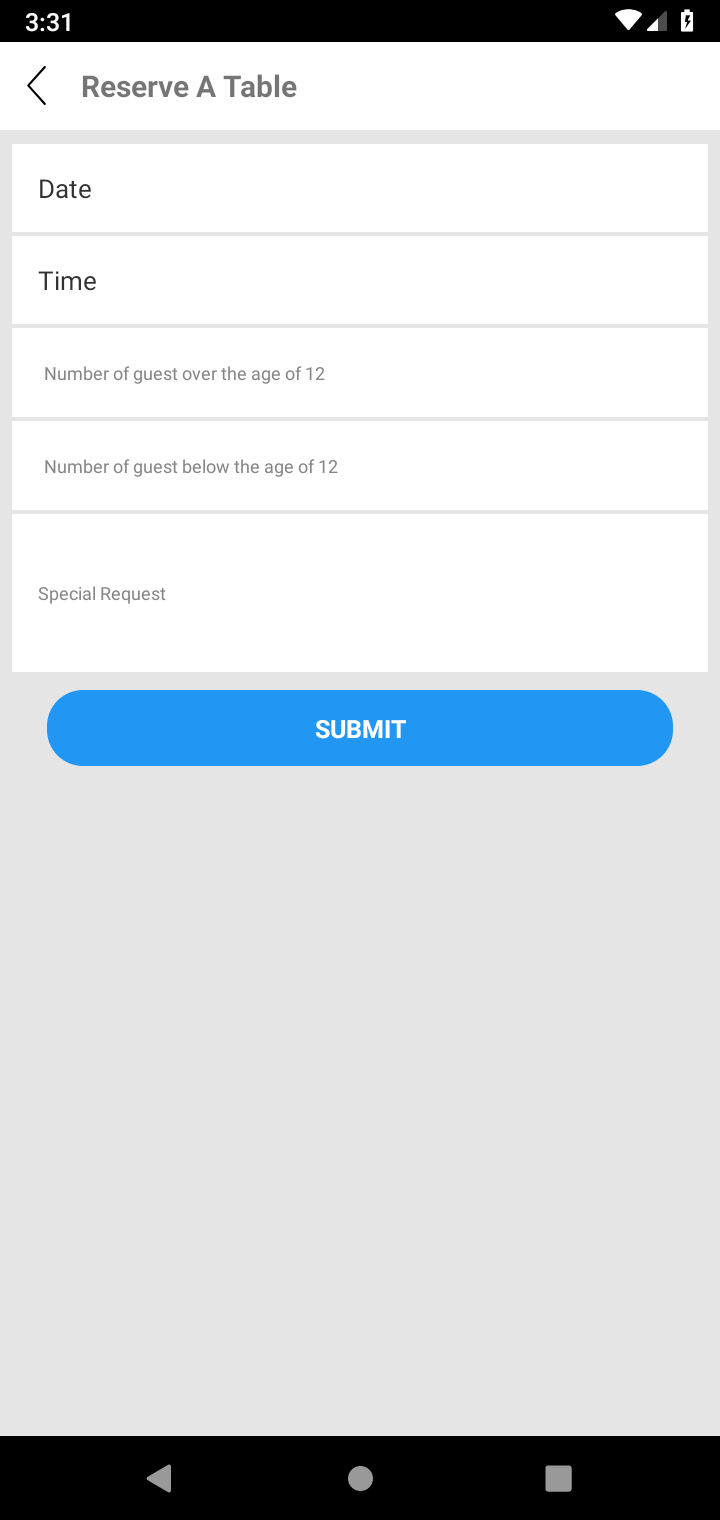 3:31
Reserve A Table
Date
Time
Number of guest over the age of 12
Number of guest below the age of 12
Special Request
SUBMIT